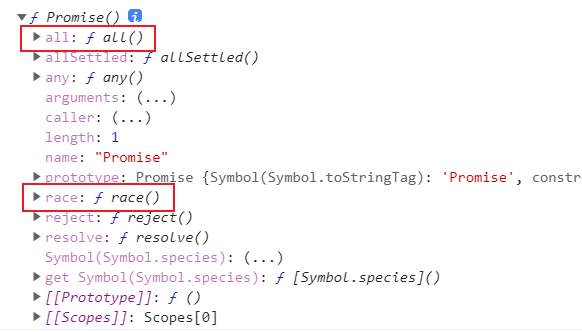 ƒ Promise() i
all: ƒ all()
allSettled: ƒ allSettled()
any: ƒ any()
arguments: (...)
caller: (...)
length: 1
name: "Promise"
prototype: Promise {Symbol(Symbol.toStringTag): 'Promise', constr
race: ƒ race()
reject: ƒ reject()
resolve: ƒ resolve()
Symbol(Symbol.species): (...)
get Symbol(Symbol.species): ƒ [Symbol.species]()
[[Prototype]]: ƒ ()
[[Scopes]]: Scopes[0]